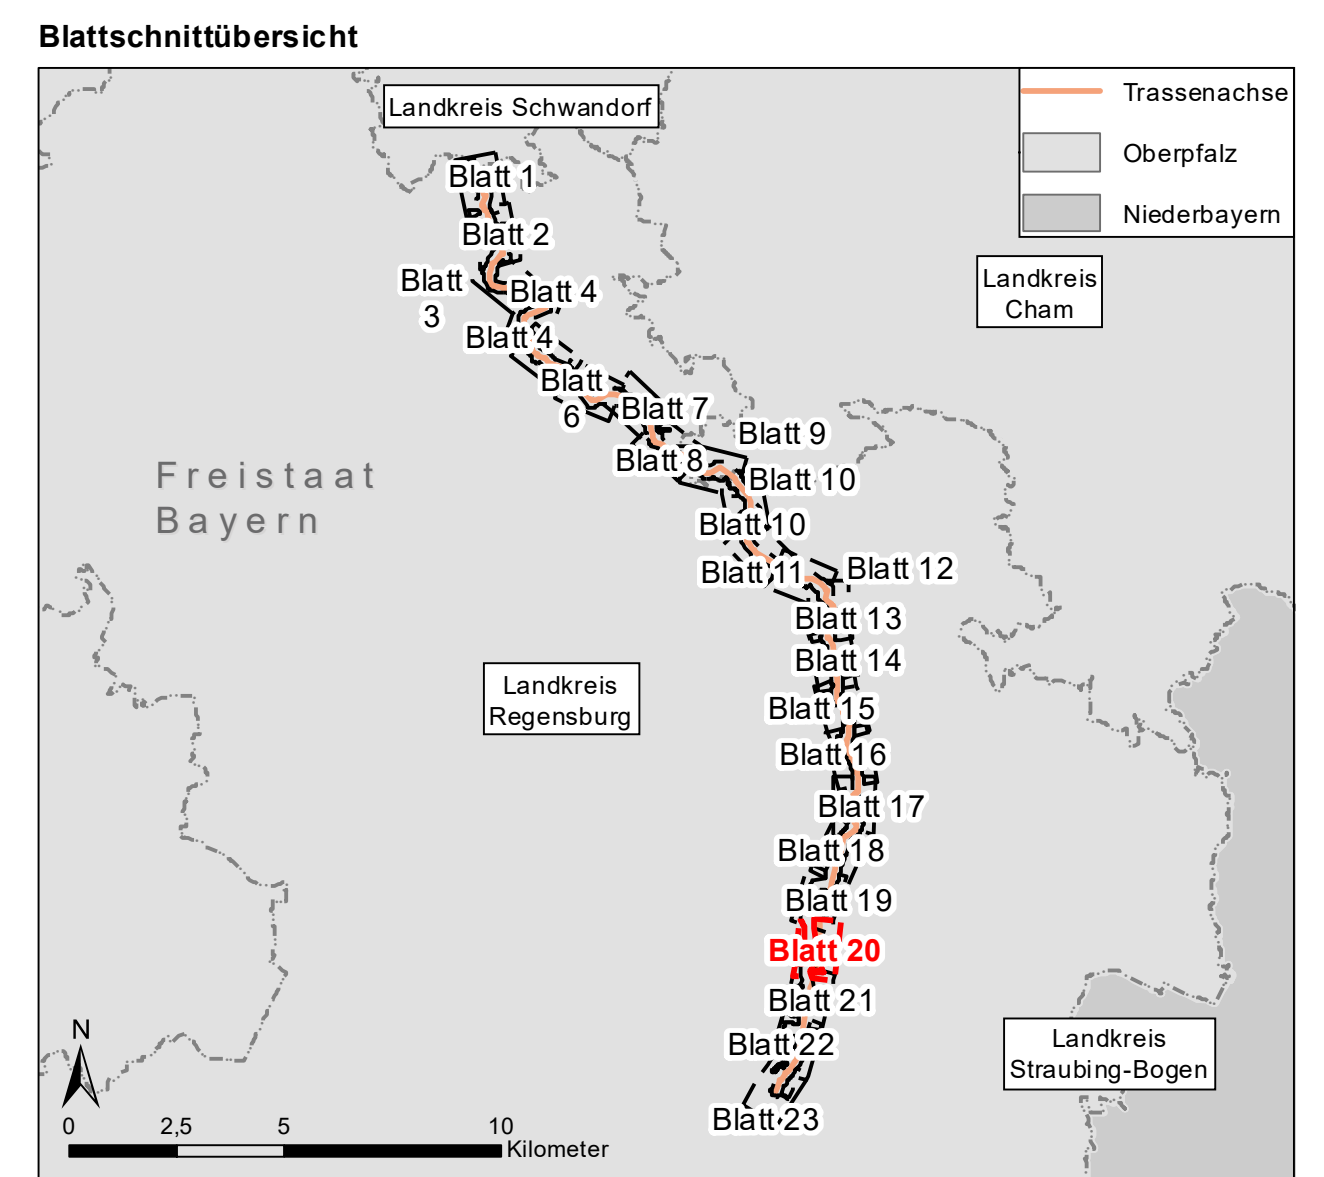 Blattschnittübersicht
Landkreis Schwandorf
Trassenachse
Oberpfalz
Niederbayern
Blatt 1
Blatt 2
Landkreis
Cham
Blatt
3
Blatt 4
Blatt 4
Blatt
6
Blatt 7
Blatt 9
Blatt 8
Blatt 10
Freistaat
Bayern
Blatt 10
Blatt 11
Blatt 12
Blatt 13
Blatt 14
Landkreis
Regensburg
Blatt 15
Blatt 16
Blatt 17
Blatt 18
Blatt 19
Blatt 20
Blatt 21
Blatt 22
Landkreis
Straubing-Bogen
Blatt 23
N
0 2,5 5 10
Kilometer